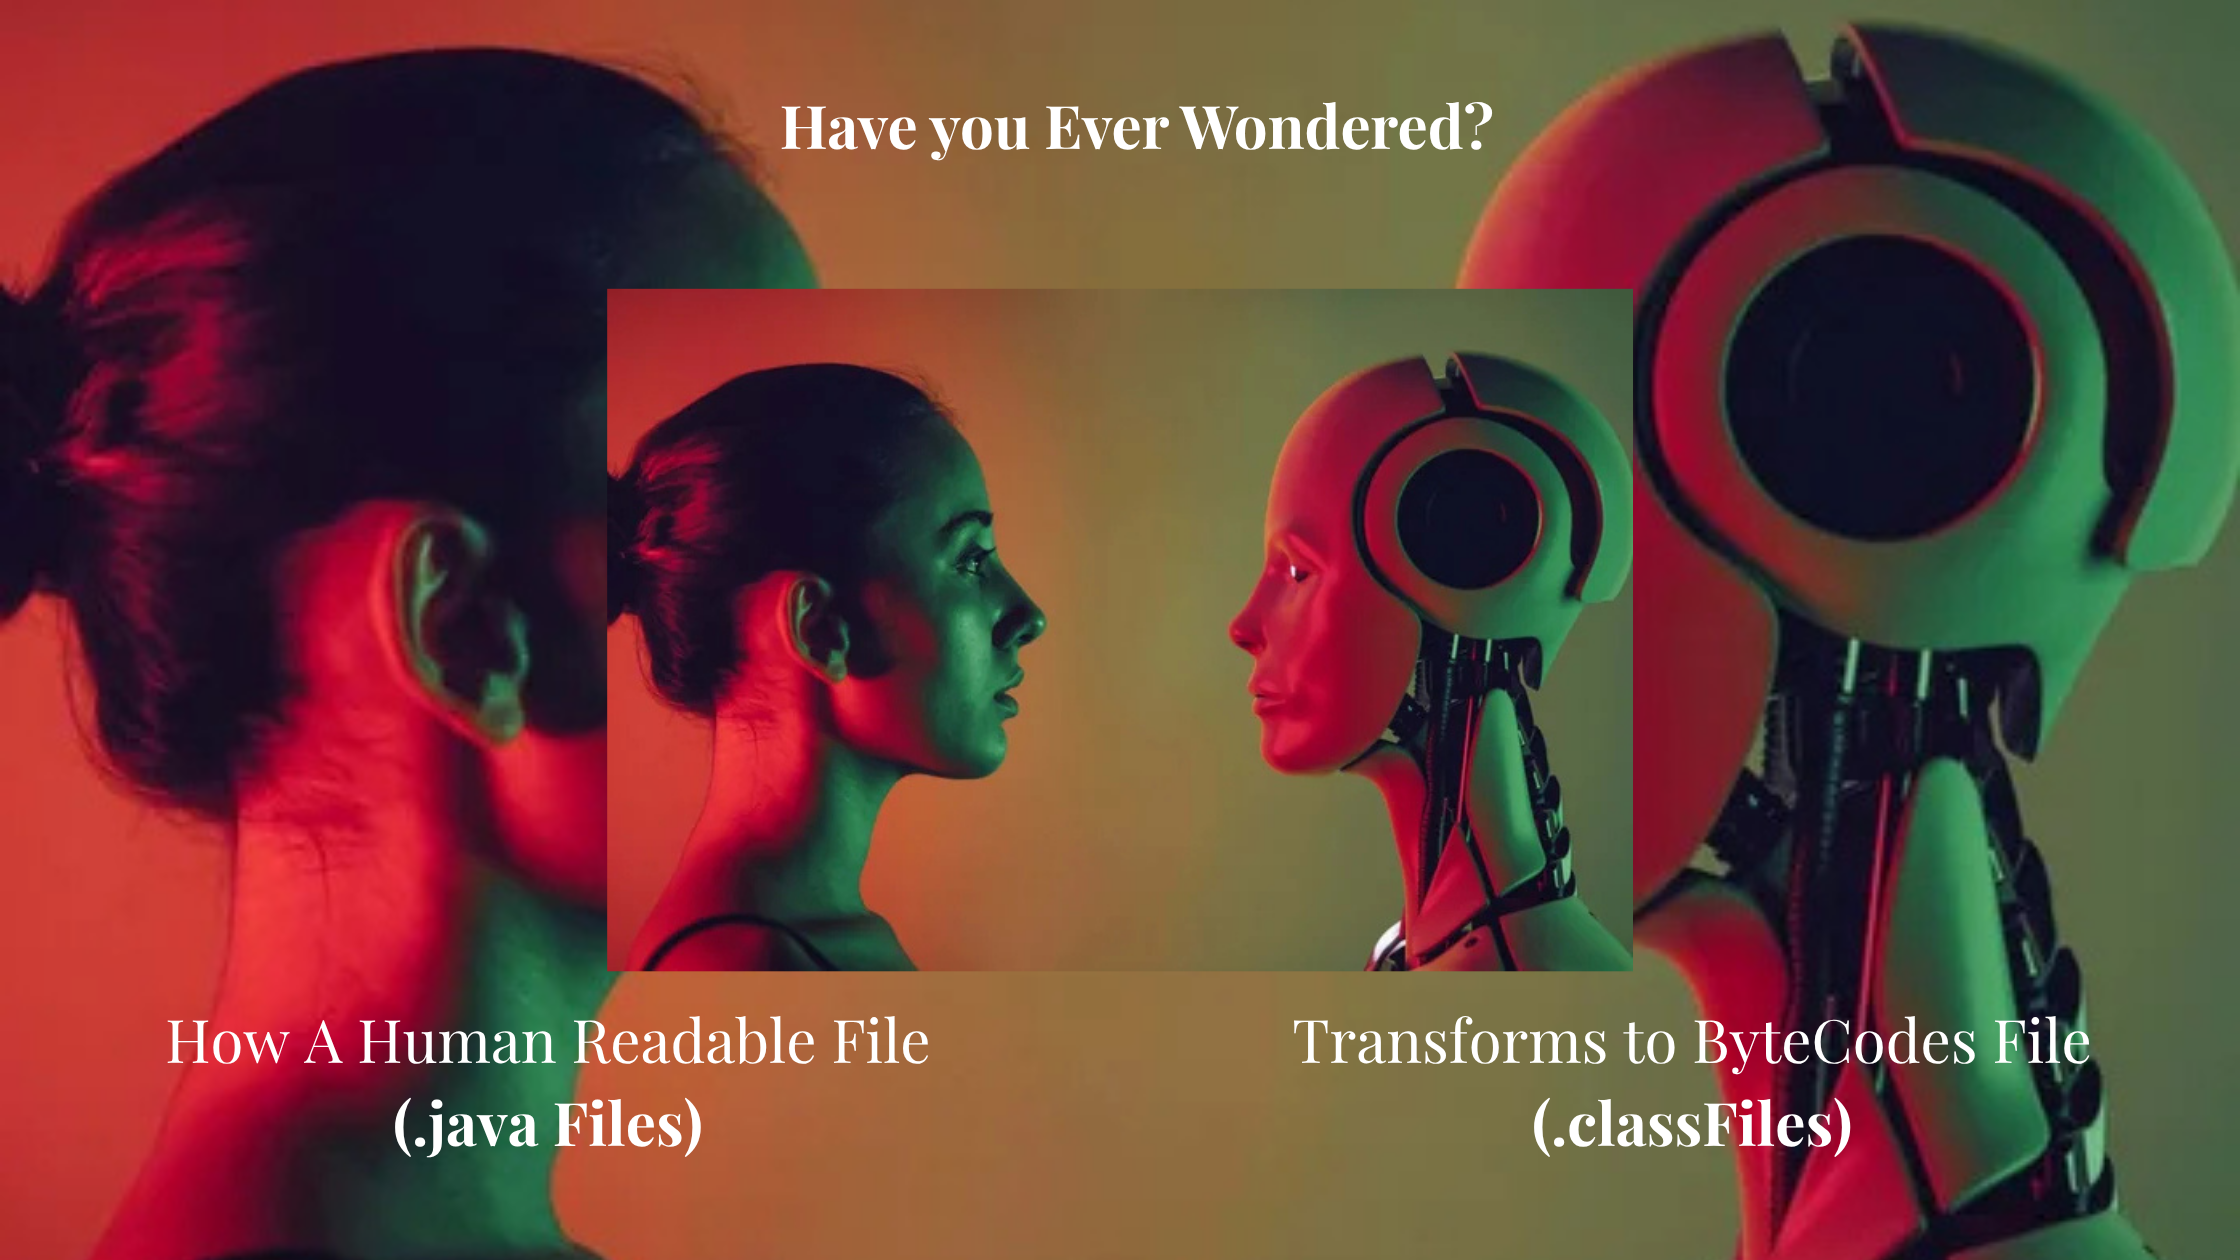 Have you Ever Wondered?
How A Human Readable File
(.java Files)
Transforms to ByteCodes File
(.classFiles)